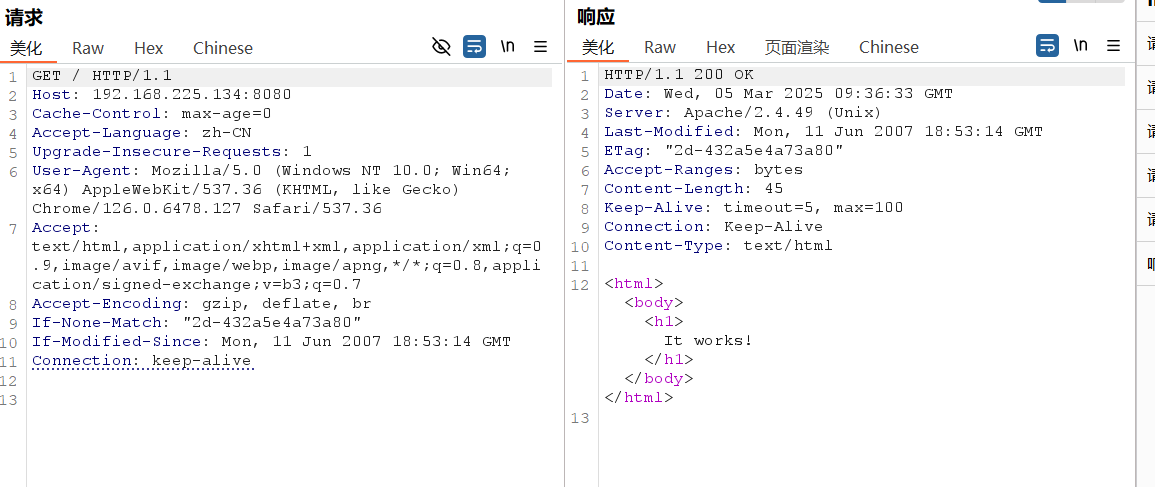 请求
美化 Raw Hex Chinese \n
1 GET / HTTP/1.1
2 Host: 192.168.225.134:8080
3 Cache-Control: max-age=0
4 Accept-Language: zh-CN
5 Upgrade-Insecure-Requests: 1
6 User-Agent: Mozilla/5.0 (Windows NT 10.0; Win64;
x64) AppleWebKit/537.36 (KHTML, like Gecko)
Chrome/126.0.6478.127 Safari/537.36
7 Accept:
text/html,application/xhtml+xml,application/xml;q=0
.9,image/avif,image/webp,image/apng,*/*;q=0.8,appli
cation/signed-exchange;v=b3;q=0.7
8 Accept-Encoding: gzip, deflate, br
9 If-None-Match: "2d-432a5e4a73a80"
10 If-Modified-Since: Mon, 11 Jun 2007 18:53:14 GMT
11 Connection: keep-alive
12
13
响应
美化 Raw Hex 页面渲染 Chinese \n
1 HTTP/1.1 200 OK
2 Date: Wed, 05 Mar 2025 09:36:33 GMT
3 Server: Apache/2.4.49 (Unix)
4 Last-Modified: Mon, 11 Jun 2007 18:53:14 GMT
5 ETag: "2d-432a5e4a73a80"
6 Accept-Ranges: bytes
7 Content-Length: 45
8 Keep-Alive: timeout=5, max=100
9 Connection: Keep-Alive
10 Content-Type: text/html
11
12 <html>
<body>
<h1>
It works!
</h1>
</body>
</html>
13